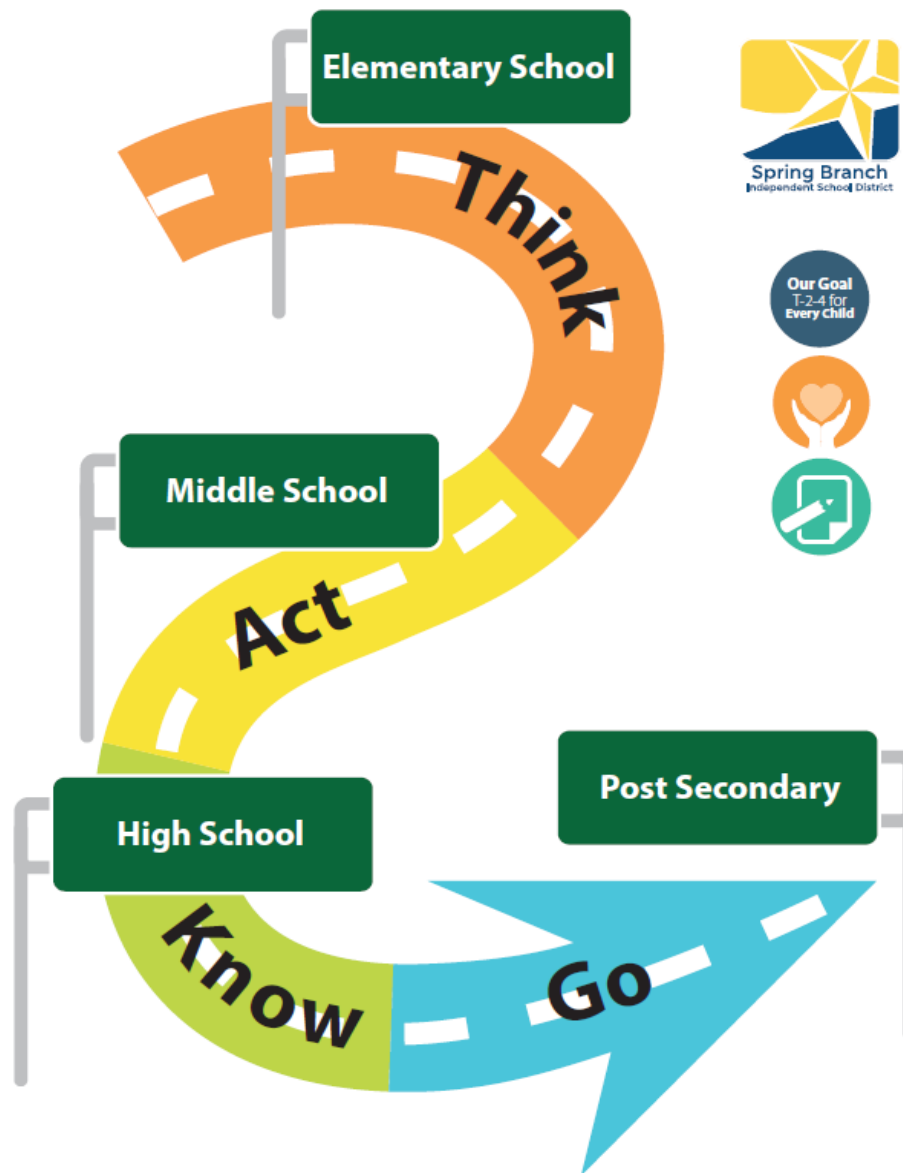 Elementary School
Spring Branch
Independent School District
Think
Our Goal
T-2-4 for
Every Child
Middle School
Act
Post Secondary
High School
Know
Go